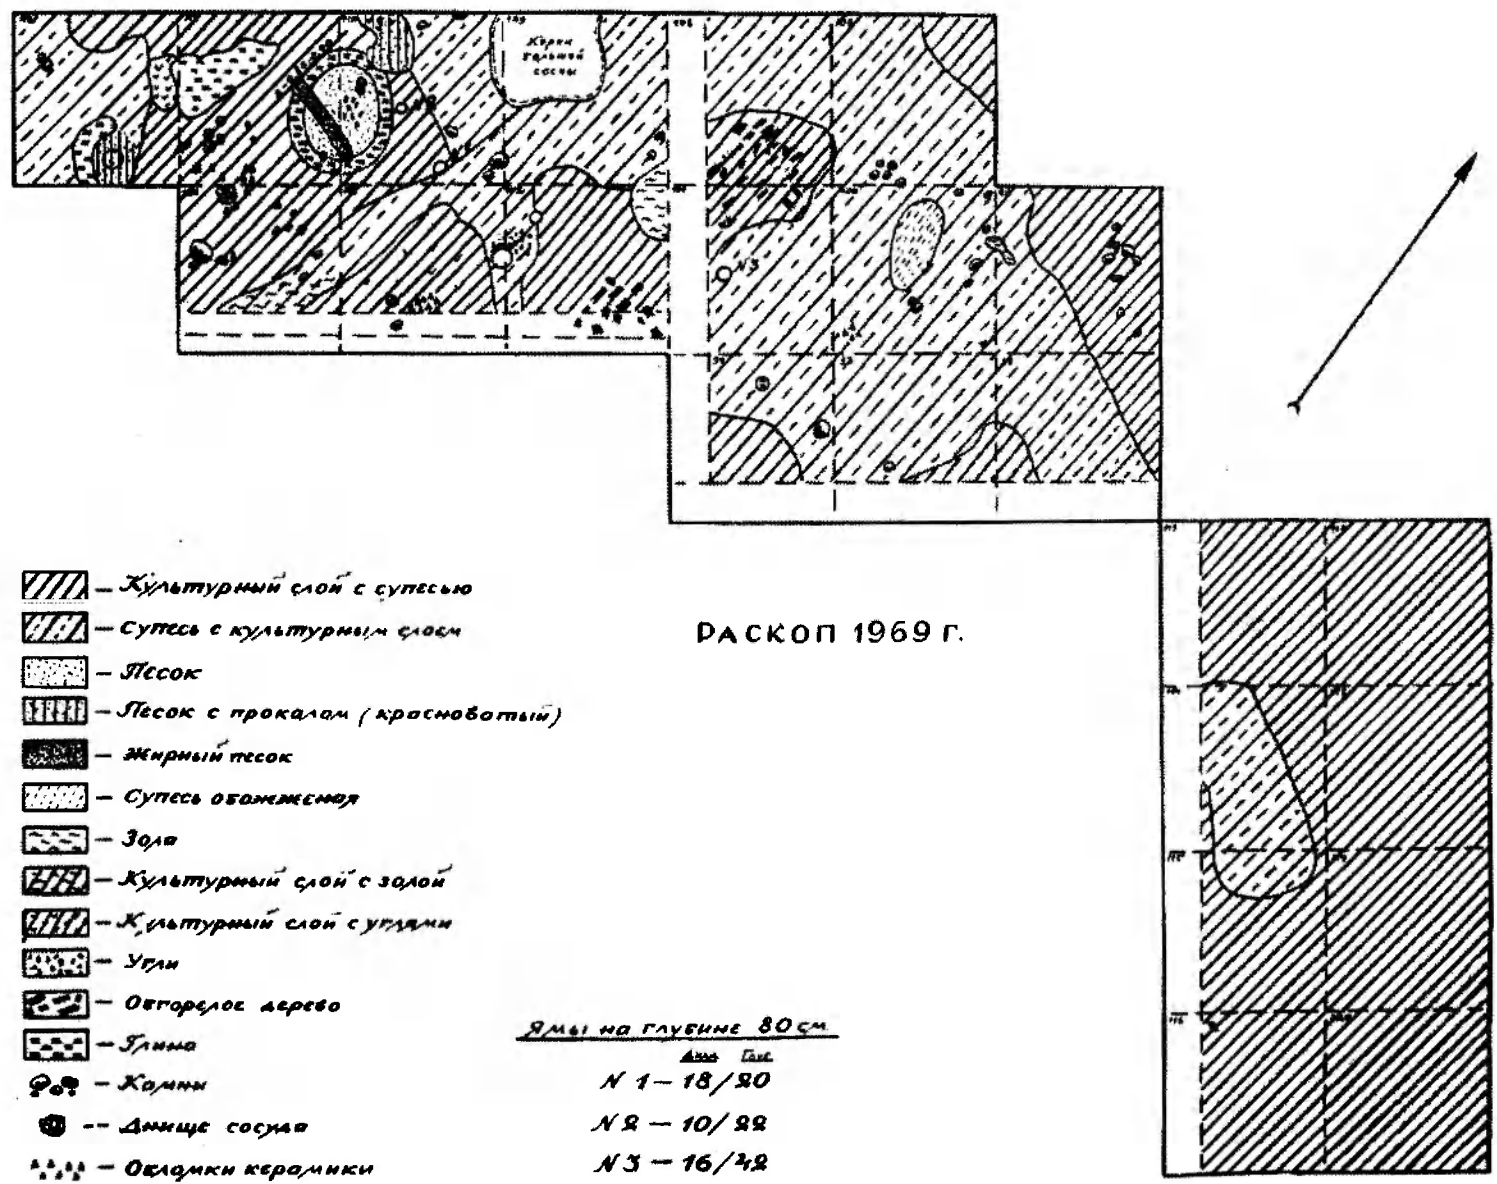 Корни
сосны
N3
РАСКОП 1969 г.
– Культурный слой с супесью
– Супесь с культурным слоем
– Песок
– Песок с прокалом (красноватый)
– Жирный песок
– Супесь обожженная
– Зола
– Культурный слой с золой
– Культурный слой с углями
– Угли
– Обгорелое дерево
– Глина
– Камни
-- Днище сосуда
– Обломки керамики
Ямы на глубине 80 см
N 1 – 18/20
N 2 – 10/22
N 3 – 16/42